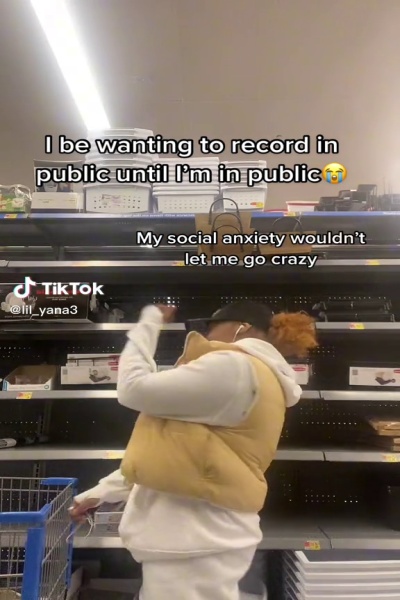 I be wanting to record in
public until I'm in public😭
My social anxiety wouldn't
let me go crazy
TikTok
@lil_yana3